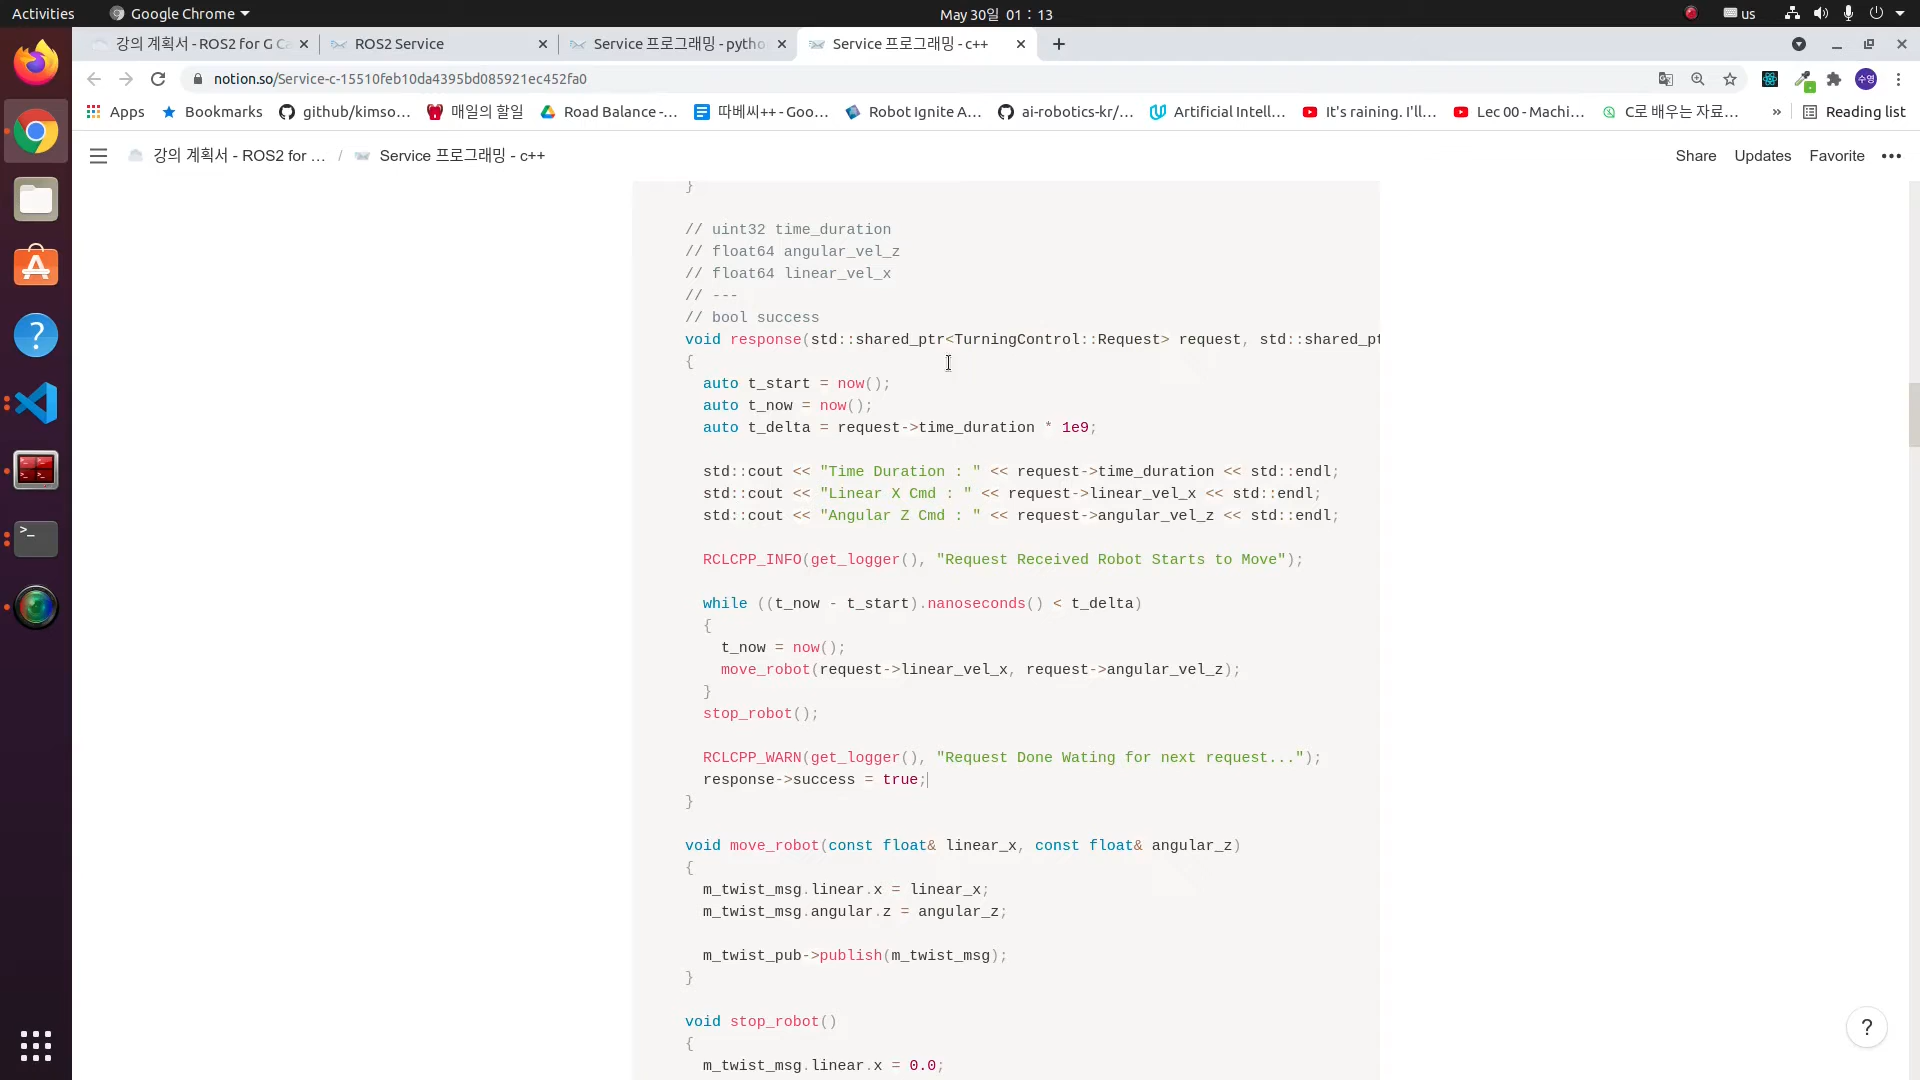 Activities
Google Chrome
May 30일 01 : 13
us
강의 계획서 - ROS2 for G Ca
ROS2 Service
Service 프로그래밍 - pytho
Service 프로그래밍 - c++
notion.so/Service-c-15510feb10da4395bd085921ec452fa0
수영
Apps
Bookmarks
github/kimso...
매일의 할일
Road Balance -...
따베씨++ - Goo...
Robot Ignite A...
ai-robotics-kr/...
Artificial Intell...
It's raining. I'll...
Lec 00 - Machi...
C로 배우는 자료...
»
Reading list
강의 계획서 - ROS2 for ... / Service 프로그래밍 - c++
Share
Updates
Favorite
}
// uint32 time_duration
// float64 angular_vel_z
// float64 linear_vel_x
// ---
// bool success
void response(std::shared_ptr<TurningControl::Request> request, std::shared_pt
{
auto t_start = now();
auto t_now = now();
auto t_delta = request->time_duration * 1e9;
std::cout << "Time Duration : " << request->time_duration << std::endl;
std::cout << "Linear X Cmd : " << request->linear_vel_x << std::endl;
std::cout << "Angular Z Cmd : " << request->angular_vel_z << std::endl;
RCLCPP_INFO(get_logger(), "Request Received Robot Starts to Move");
while ((t_now - t_start).nanoseconds() < t_delta)
{
t_now = now();
move_robot(request->linear_vel_x, request->angular_vel_z);
}
stop_robot();
RCLCPP_WARN(get_logger(), "Request Done Wating for next request...");
response->success = true;
}
void move_robot(const float& linear_x, const float& angular_z)
{
m_twist_msg.linear.x = linear_x;
m_twist_msg.angular.z = angular_z;
m_twist_pub->publish(m_twist_msg);
}
void stop_robot()
{
m_twist_msg.linear.x = 0.0;
?